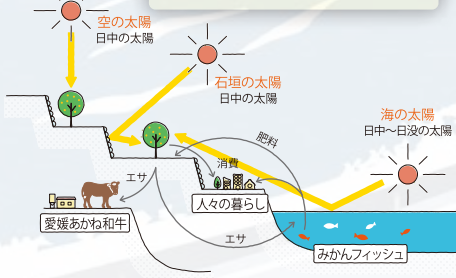 空の太陽
日中の太陽
石垣の太陽
日中の太陽
海の太陽
日中〜日没の太陽
肥料
消費
エサ
人々の暮らし
愛媛あかね和牛
エサ
みかんフィッシュ